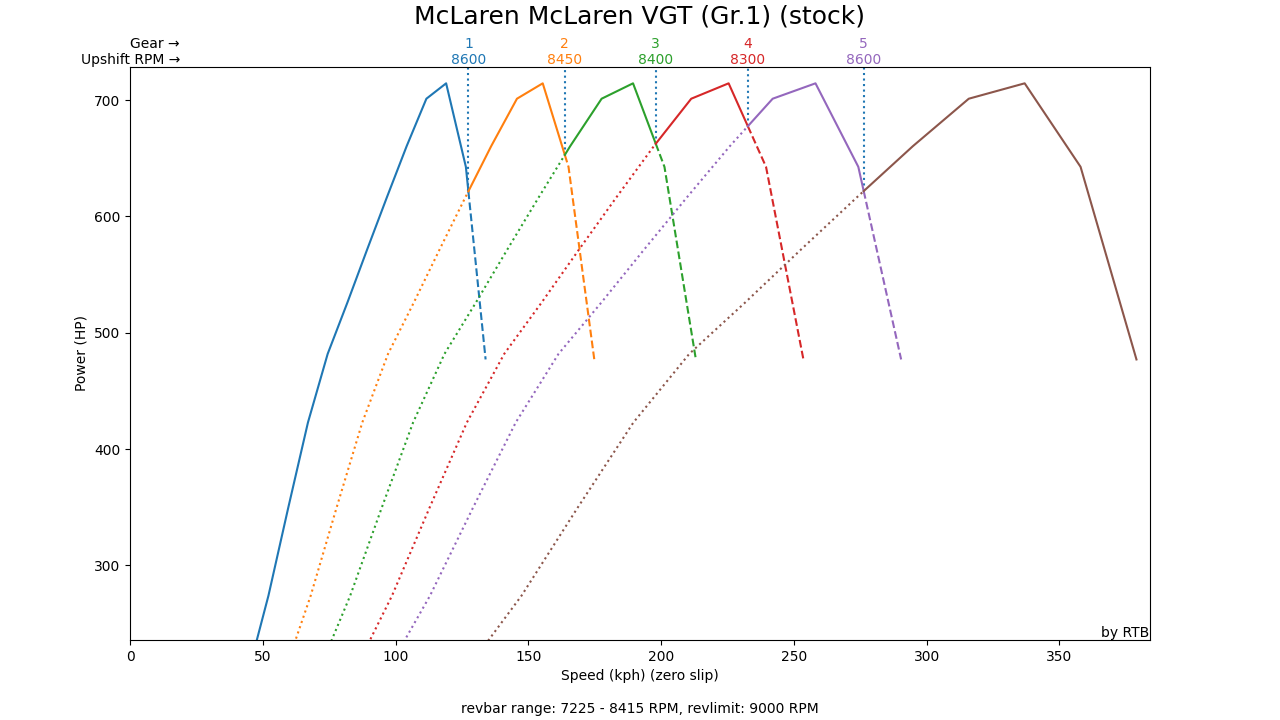 McLaren McLaren VGT (Gr.1) (stock)
Gear → 1 2 3 4 5
Upshift RPM → 8600 8450 8400 8300 8600
700
600
500
400
300
Power (HP)
by RTB
0 50 100 150 200 250 300 350
Speed (kph) (zero slip)
revbar range: 7225 - 8415 RPM, revlimit: 9000 RPM